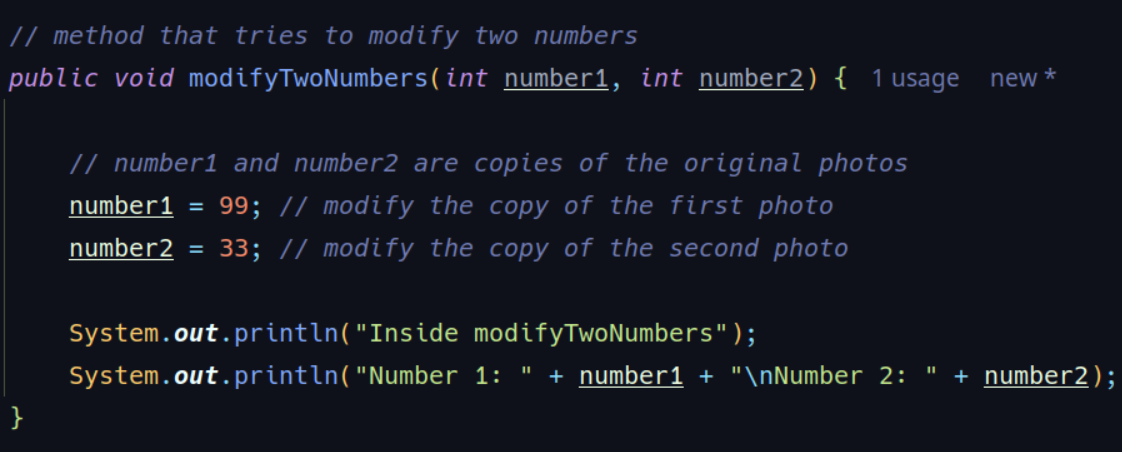 // method that tries to modify two numbers
public void modifyTwoNumbers(int number1, int number2) { 1 usage new *
// number1 and number2 are copies of the original photos
number1 = 99; // modify the copy of the first photo
number2 = 33; // modify the copy of the second photo
System.out.println("Inside modifyTwoNumbers");
System.out.println("Number 1: " + number1 + "\nNumber 2: " + number2);
}